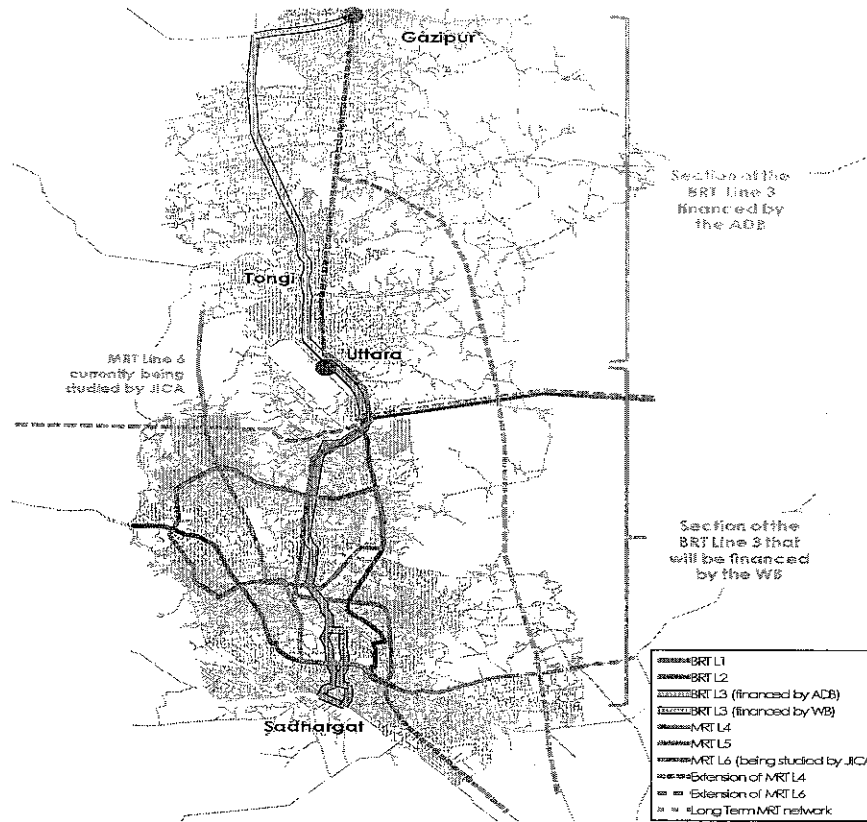 Gazipur
Section of the
BRT Line 3
financed by
the ADB
Tongi
Uttara
MRT Line 6
currently being
studied by JICA
Section of the
BRT Line 3 that
will be financed
by the WB
Sadhargat
BRT L1
BRT L2
BRT L3 (financed by ADB)
BRT L3 (financed by WB)
MRT L4
MRT L5
MRT L6 (being studied by JICA
Extension of MRT L4
Extension of MRT L6
Long Term MRT network